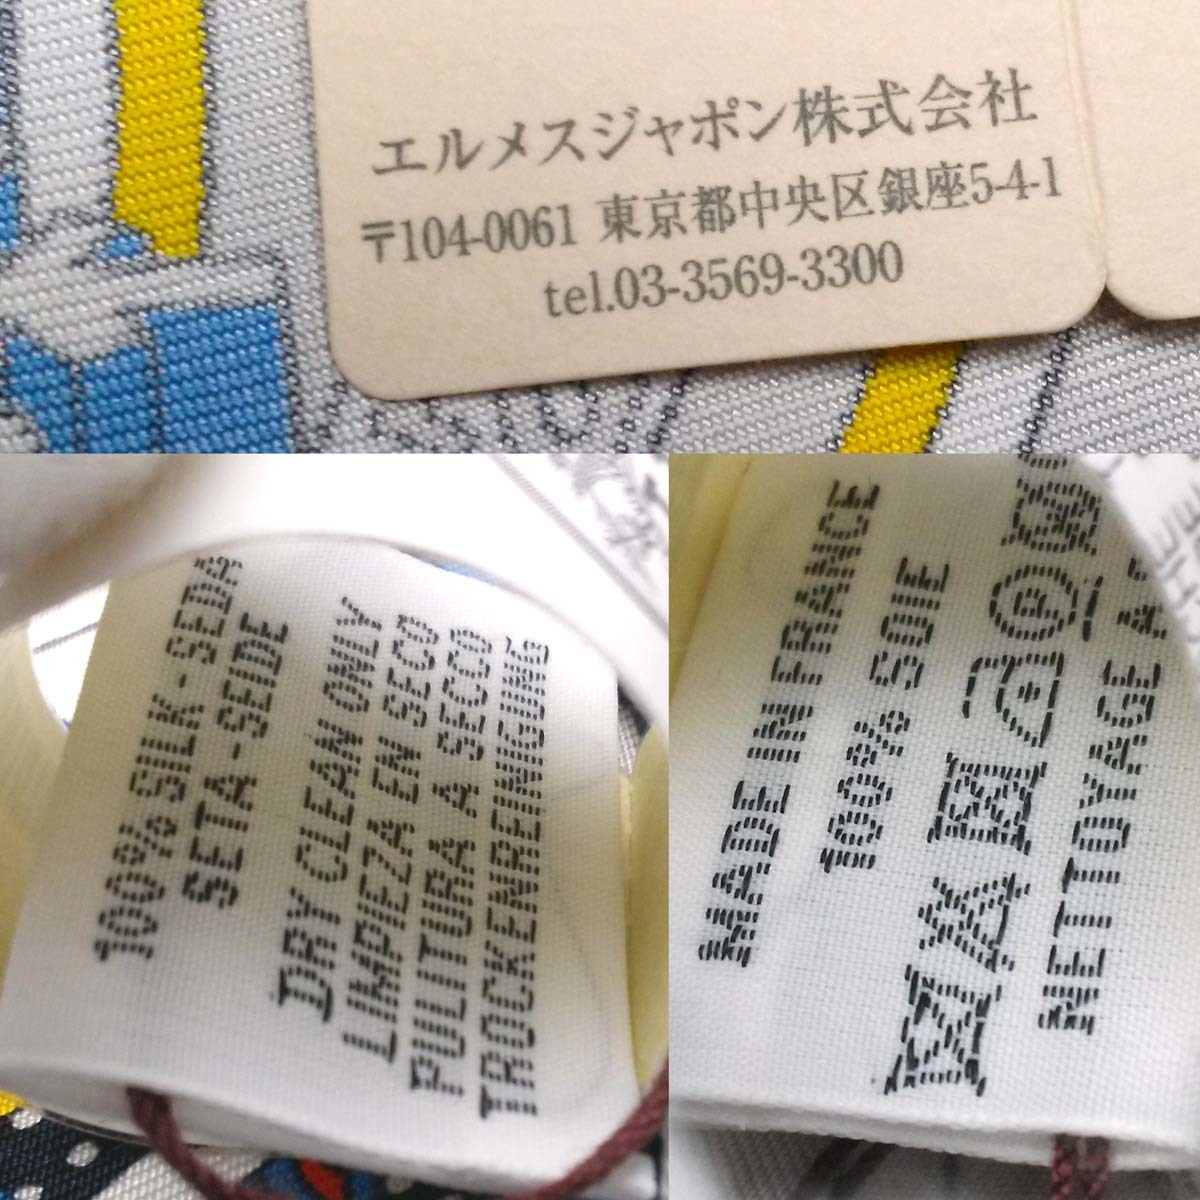 エルメスジャポン株式会社
〒104-0061 東京都中央区銀座5-4-1
tel.03-3569-3300
100% SILK - SEDA
SETA - SEIDE
DRY CLEAN ONLY
LIMPIEZA EN SECO
PULITURA A SECCO
TROCKENREINIGUNG
MADE IN FRANCE
100% SOIE
NETTOYAGE A